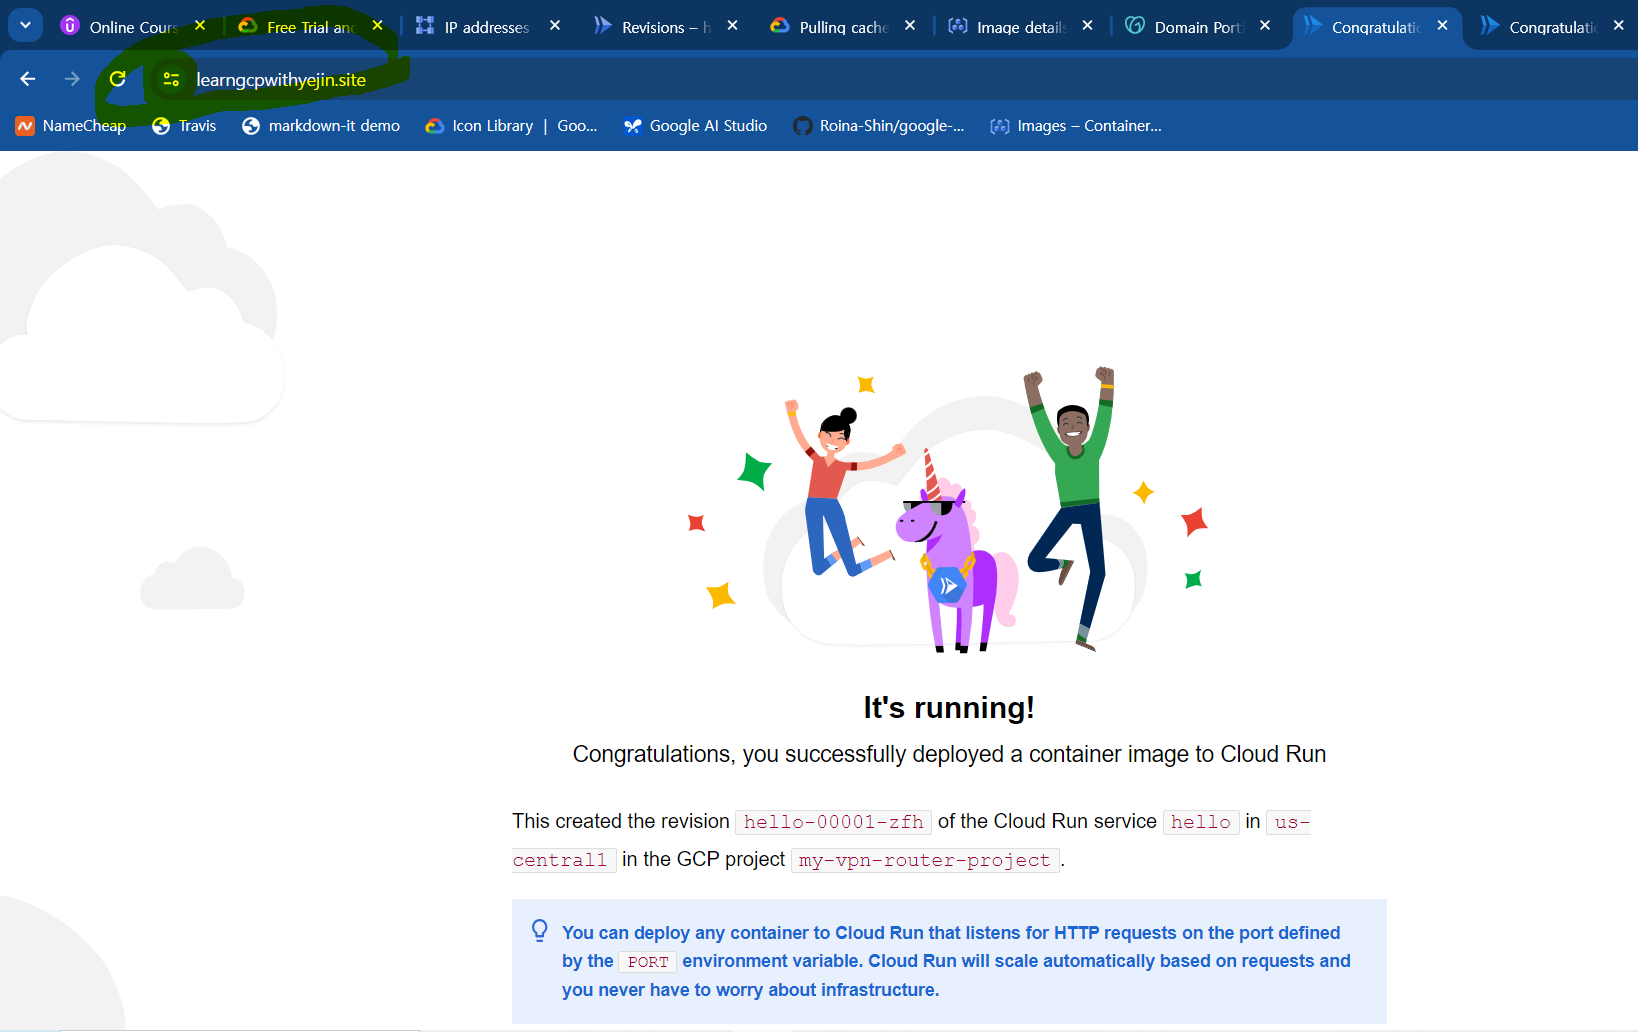 Online Cours Free Trial and IP addresses Revisions – h Pulling cache Image details Domain Port Congratulatio Congratulatio
learngcpwithyejin.site
NameCheap Travis markdown-it demo Icon Library | Goo... Google AI Studio Roina-Shin/google-... Images – Container...
It's running!
Congratulations, you successfully deployed a container image to Cloud Run
This created the revision hello-00001-zfh of the Cloud Run service hello in us-
central1 in the GCP project my-vpn-router-project.
You can deploy any container to Cloud Run that listens for HTTP requests on the port defined
by the PORT environment variable. Cloud Run will scale automatically based on requests and
you never have to worry about infrastructure.